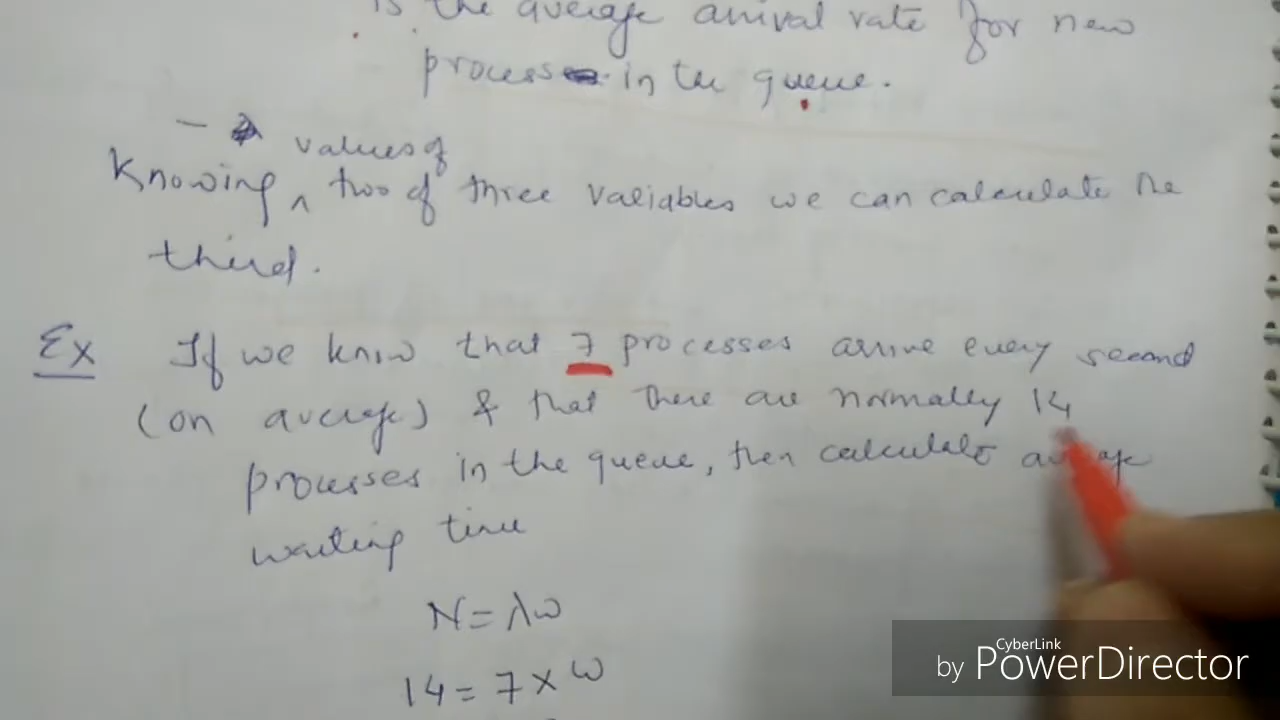 is the average arrival rate for new
process in the queue.
- values of
Knowing ^ two of three variables we can calculate the
third.
Ex If we know that 7 processes arrive every second
(on average) & that there are normally 14
processes in the queue, then calculate average
waiting time
N = λw
14 = 7 × w
CyberLink
by PowerDirector